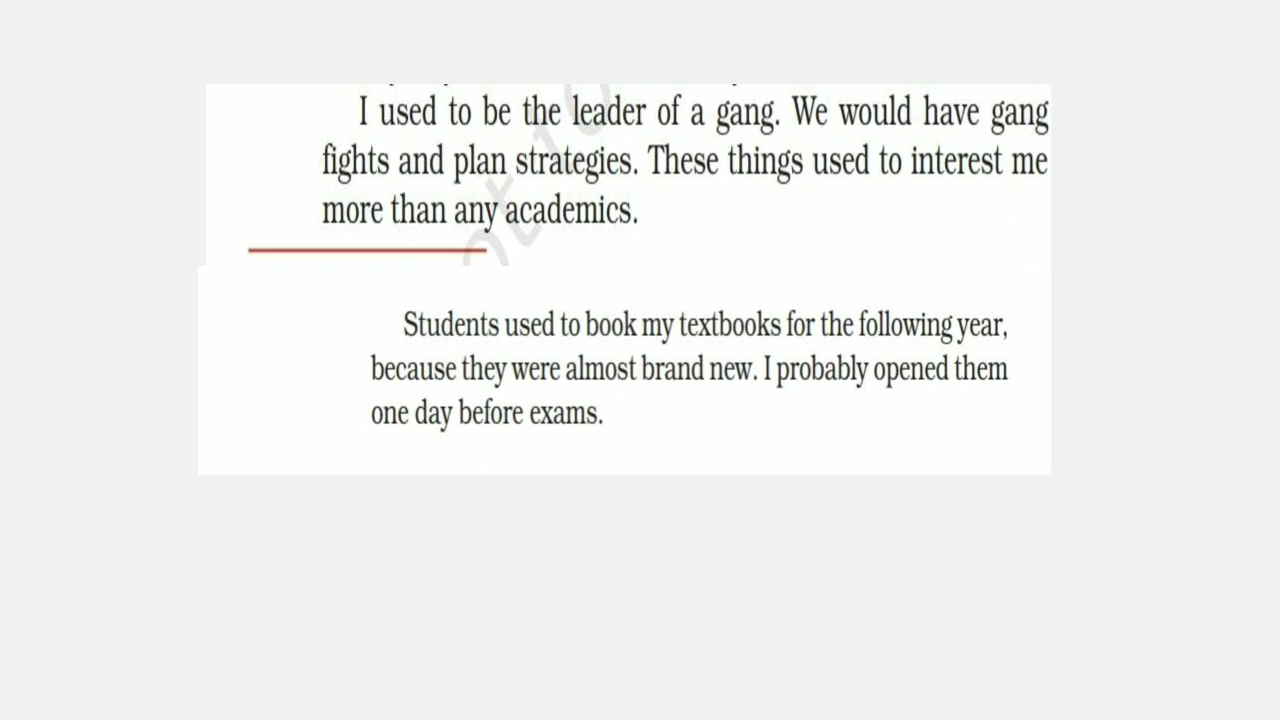 I used to be the leader of a gang. We would have gang
fights and plan strategies. These things used to interest me
more than any academics.
Students used to book my textbooks for the following year,
because they were almost brand new. I probably opened them
one day before exams.